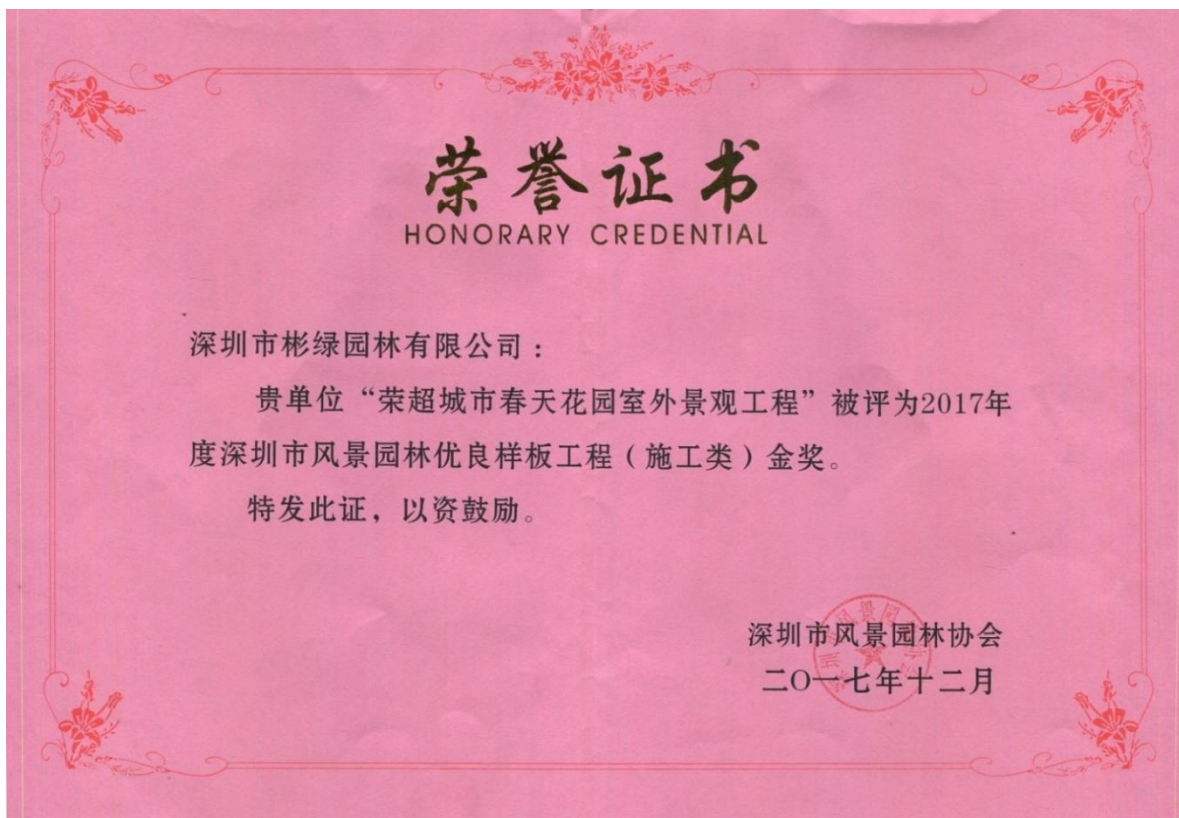 荣誉证书
HONORARY CREDENTIAL
深圳市彬绿园林有限公司：
贵单位“荣超城市春天花园室外景观工程”被评为2017年
度深圳市风景园林优良样板工程（施工类）金奖。
特发此证，以资鼓励。
深圳市风景园林协会
二〇一七年十二月